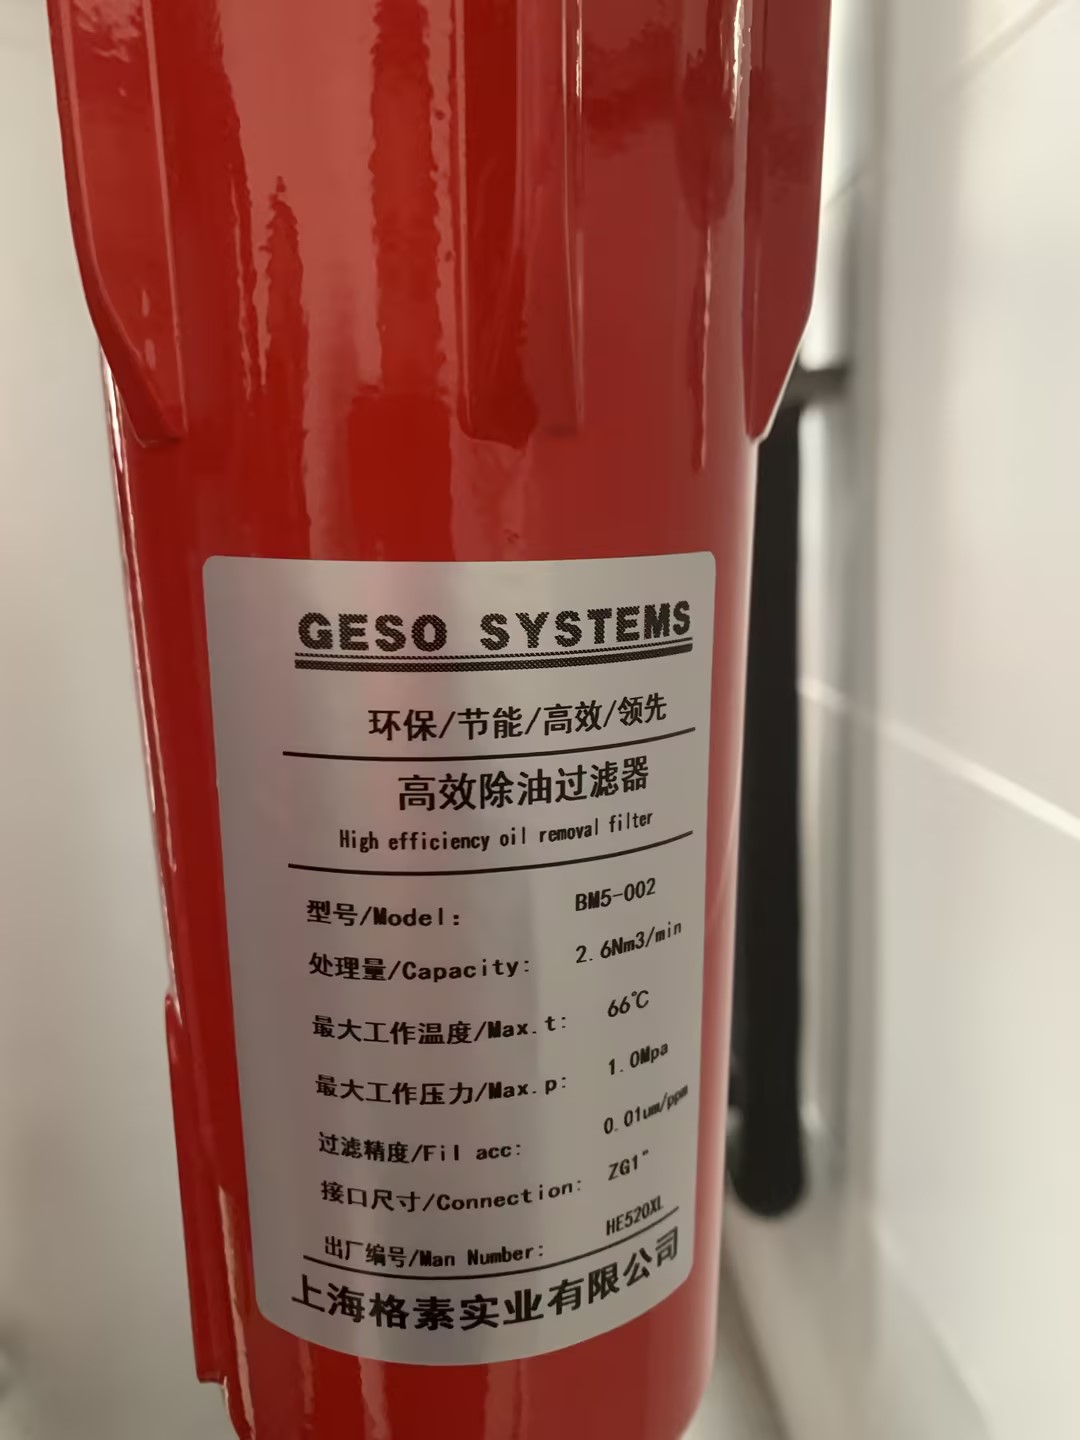 GESO SYSTEMS
环保/节能/高效/领先
高效除油过滤器
High efficiency oil removal filter
型号/Model: BM5-002
处理量/Capacity: 2.6Nm3/min
最大工作温度/Max.t: 66℃
最大工作压力/Max.p: 1.0Mpa
过滤精度/Fil acc: 0.01um/ppm
接口尺寸/Connection: ZG1"
出厂编号/Man Number: HE520XL
上海格素实业有限公司